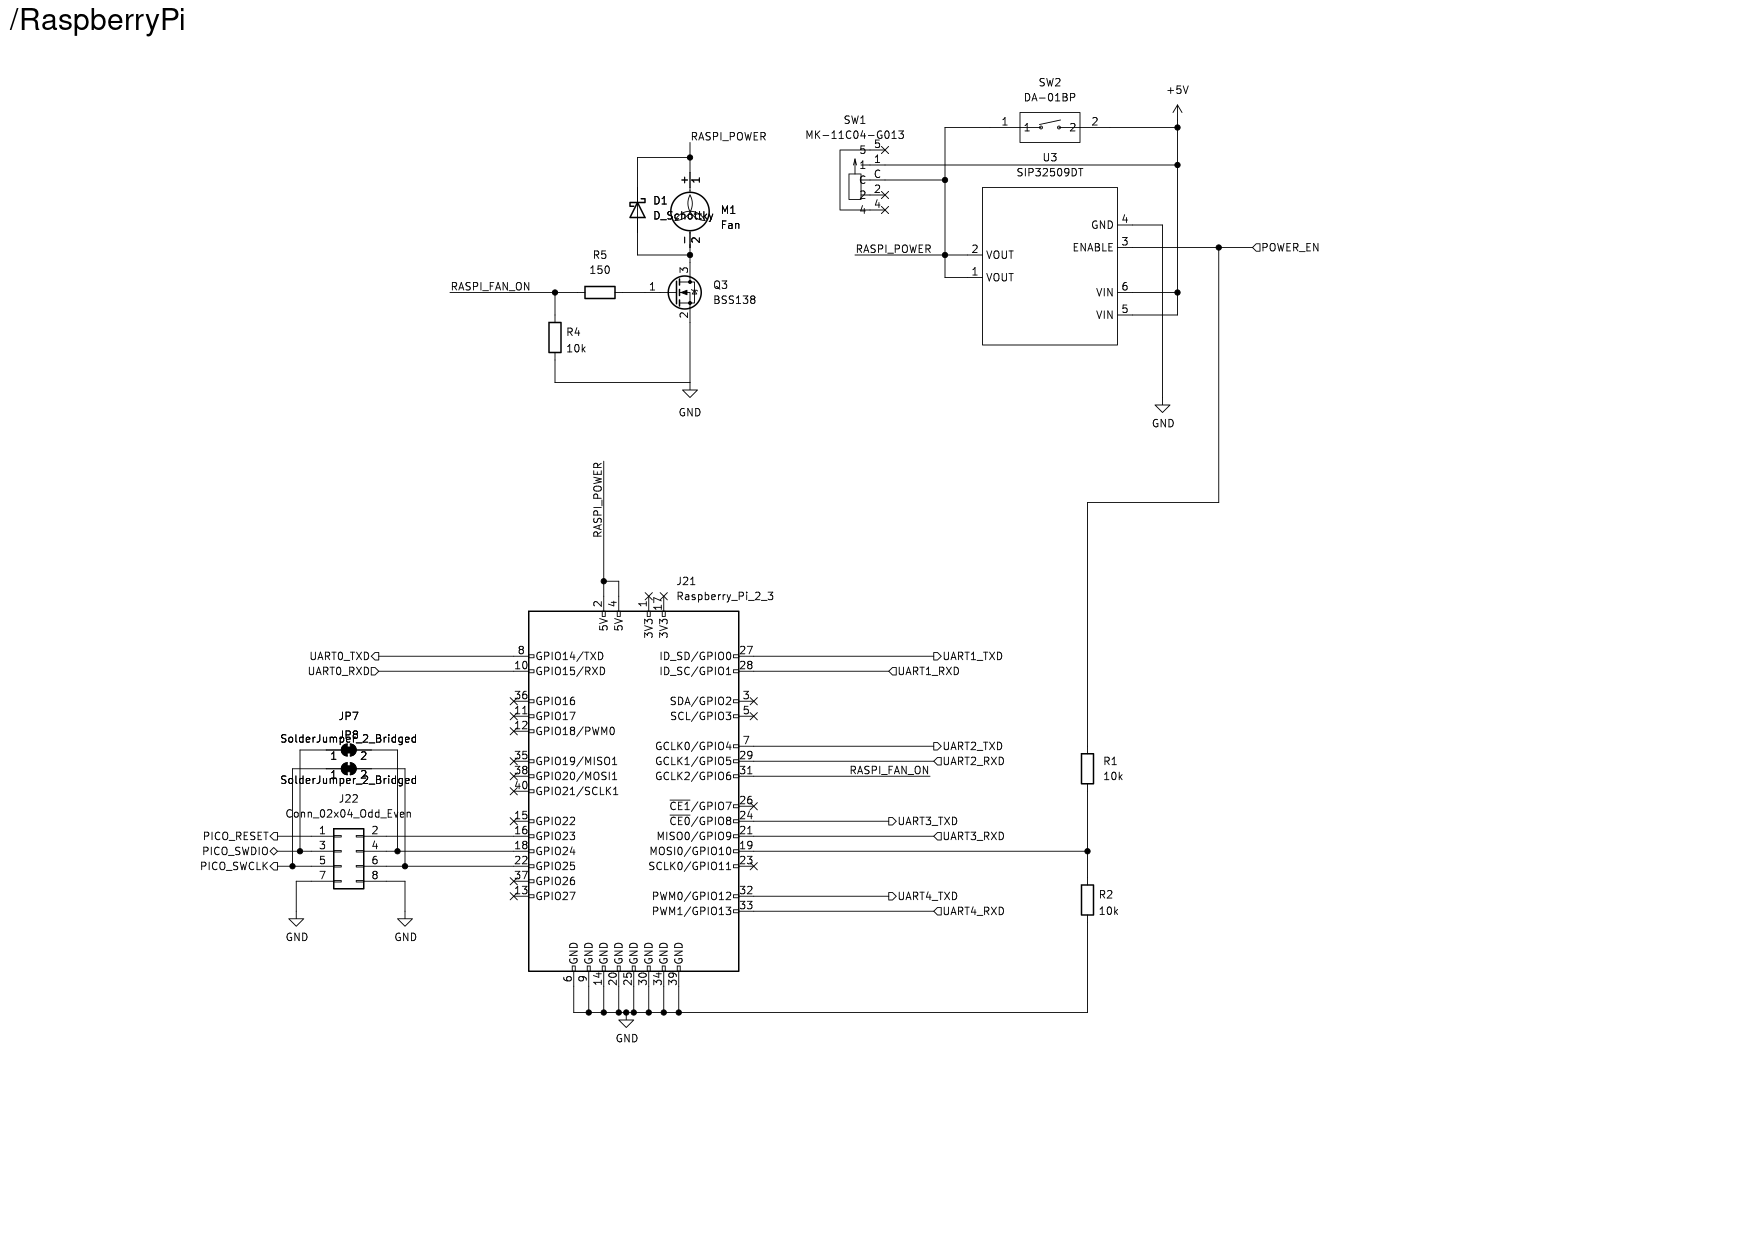 /RaspberryPi
SW2
DA-01BP
+5V
1
1
2
2
SW1
MK-11C04-G013
5
5
1
1
C
C
2
2
4
4
U3
SIP32509DT
GND
4
ENABLE
3
POWER_EN
VIN
6
VIN
5
RASPI_POWER
2
VOUT
1
VOUT
GND
RASPI_POWER
+
1
D1
D_Schottky
M1
Fan
-
2
R5
150
3
RASPI_FAN_ON
1
Q3
BSS138
2
R4
10k
GND
RASPI_POWER
J21
Raspberry_Pi_2_3
2
4
1
17
5V
5V
3V3
3V3
UART0_TXD
8
GPIO14/TXD
ID_SD/GPIO0
27
UART1_TXD
UART0_RXD
10
GPIO15/RXD
ID_SC/GPIO1
28
UART1_RXD
36
GPIO16
SDA/GPIO2
3
11
GPIO17
SCL/GPIO3
5
12
GPIO18/PWM0
GCLK0/GPIO4
7
UART2_TXD
35
GPIO19/MISO1
GCLK1/GPIO5
29
UART2_RXD
38
GPIO20/MOSI1
GCLK2/GPIO6
31
RASPI_FAN_ON
40
GPIO21/SCLK1
CE1/GPIO7
26
15
GPIO22
CE0/GPIO8
24
UART3_TXD
16
GPIO23
MISO0/GPIO9
21
UART3_RXD
18
GPIO24
MOSI0/GPIO10
19
22
GPIO25
SCLK0/GPIO11
23
37
GPIO26
13
GPIO27
PWM0/GPIO12
32
UART4_TXD
PWM1/GPIO13
33
UART4_RXD
JP7
JP8
SolderJumper_2_Bridged
1
2
1
2
SolderJumper_2_Bridged
J22
Conn_02x04_Odd_Even
PICO_RESET
1
2
PICO_SWDIO
3
4
PICO_SWCLK
5
6
7
8
GND
GND
R1
10k
R2
10k
GND
GND
GND
GND
GND
GND
GND
GND
6
9
14
20
25
30
34
39
GND